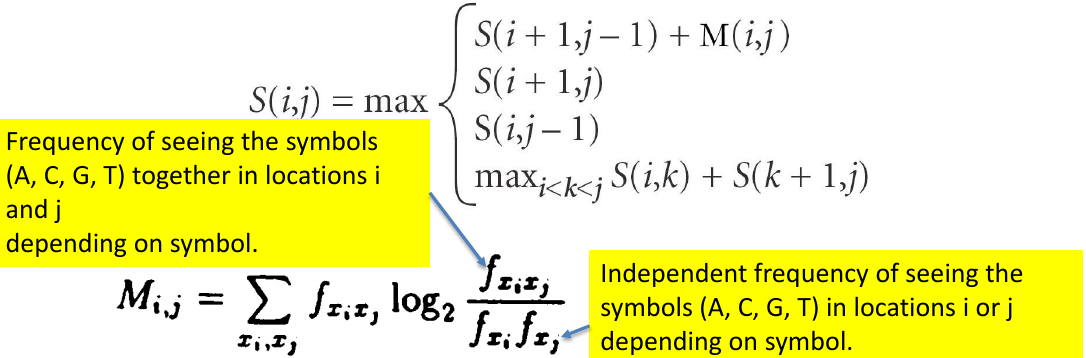 S(i + 1,j – 1) + M(i,j)
S(i + 1,j)
S(i,j) = max
S(i,j – 1)
max_{i<k<j} S(i,k) + S(k + 1,j)
Frequency of seeing the symbols
(A, C, G, T) together in locations i
and j
depending on symbol.
M_{i,j} = ∑_{x_i,x_j} f_{x_i x_j} log_2 \frac{f_{x_i x_j}}{f_{x_i} f_{x_j}}
Independent frequency of seeing the
symbols (A, C, G, T) in locations i or j
depending on symbol.